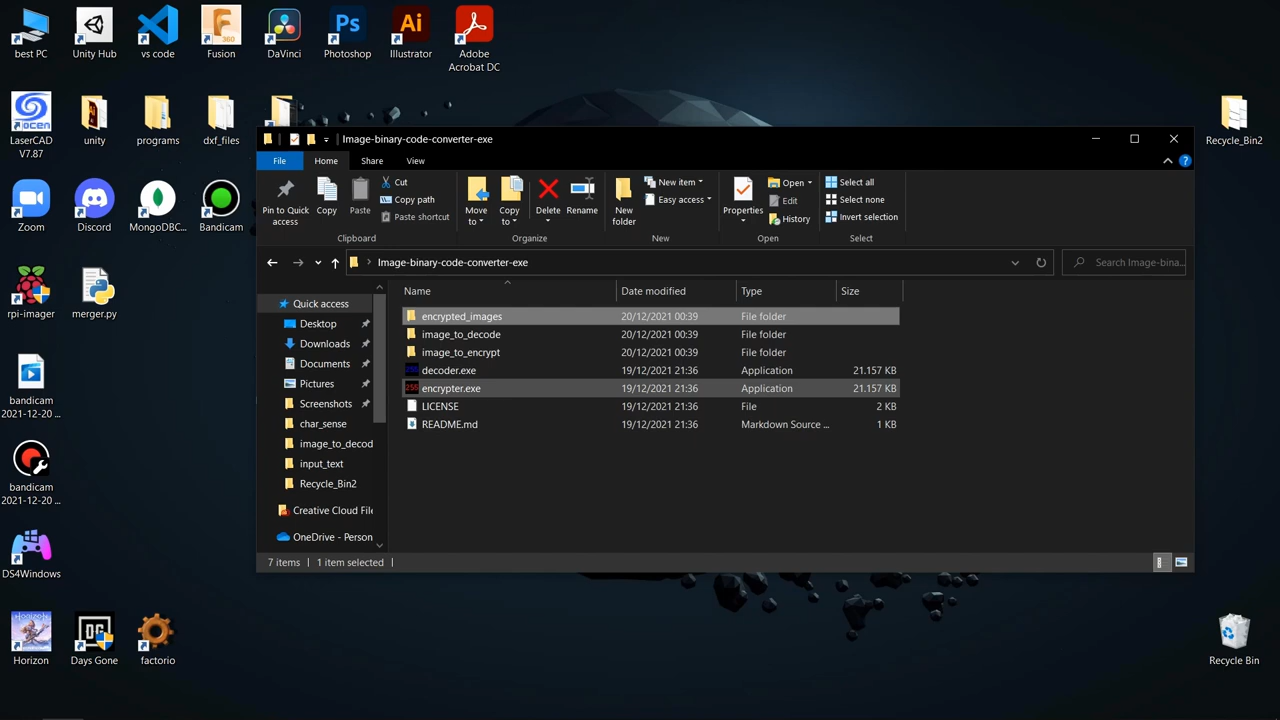 best PC
Unity Hub
vs code
Fusion
DaVinci
Photoshop
Illustrator
Adobe
Acrobat DC
LaserCAD
V7.87
unity
programs
dxf_files
Recycle_Bin2
Zoom
Discord
MongoDBC...
Bandicam
rpi-imager
merger.py
bandicam
2021-12-20 ...
bandicam
2021-12-20 ...
DS4Windows
Horizon
Days Gone
factorio
Recycle Bin
Image-binary-code-converter-exe
File
Home
Share
View
Pin to Quick
access
Copy
Paste
Cut
Copy path
Paste shortcut
Clipboard
Move
to
Copy
to
Delete
Rename
Organize
New
folder
New item
Easy access
New
Properties
Open
Edit
History
Open
Select all
Select none
Invert selection
Select
Image-binary-code-converter-exe
Search Image-bina...
Quick access
Desktop
Downloads
Documents
Pictures
Screenshots
char_sense
image_to_decod
input_text
Recycle_Bin2
Creative Cloud File
OneDrive - Person
Name Date modified Type Size
encrypted_images 20/12/2021 00:39 File folder
image_to_decode 20/12/2021 00:39 File folder
image_to_encrypt 20/12/2021 00:39 File folder
decoder.exe 19/12/2021 21:36 Application 21.157 KB
encrypter.exe 19/12/2021 21:36 Application 21.157 KB
LICENSE 19/12/2021 21:36 File 2 KB
README.md 19/12/2021 21:36 Markdown Source ... 1 KB
7 items
1 item selected